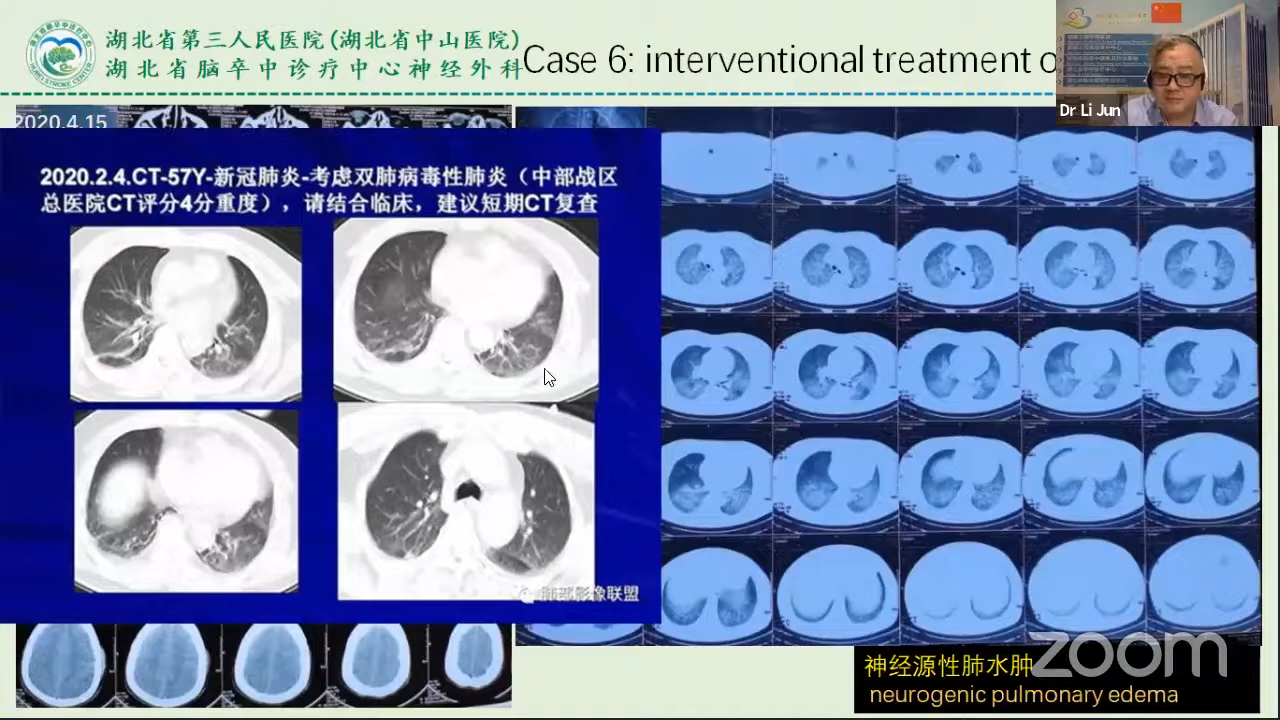 湖北省第三人民医院(湖北省中山医院)
湖北省脑卒中诊疗中心神经外科
Case 6: interventional treatment o
Dr Li Jun
2020.4.15
2020.2.4.CT-57Y-新冠肺炎-考虑双肺病毒性肺炎（中部战区
总医院CT评分4分重度），请结合临床，建议短期CT复查
肺部影像联盟
zoom
神经源性肺水肿
neurogenic pulmonary edema